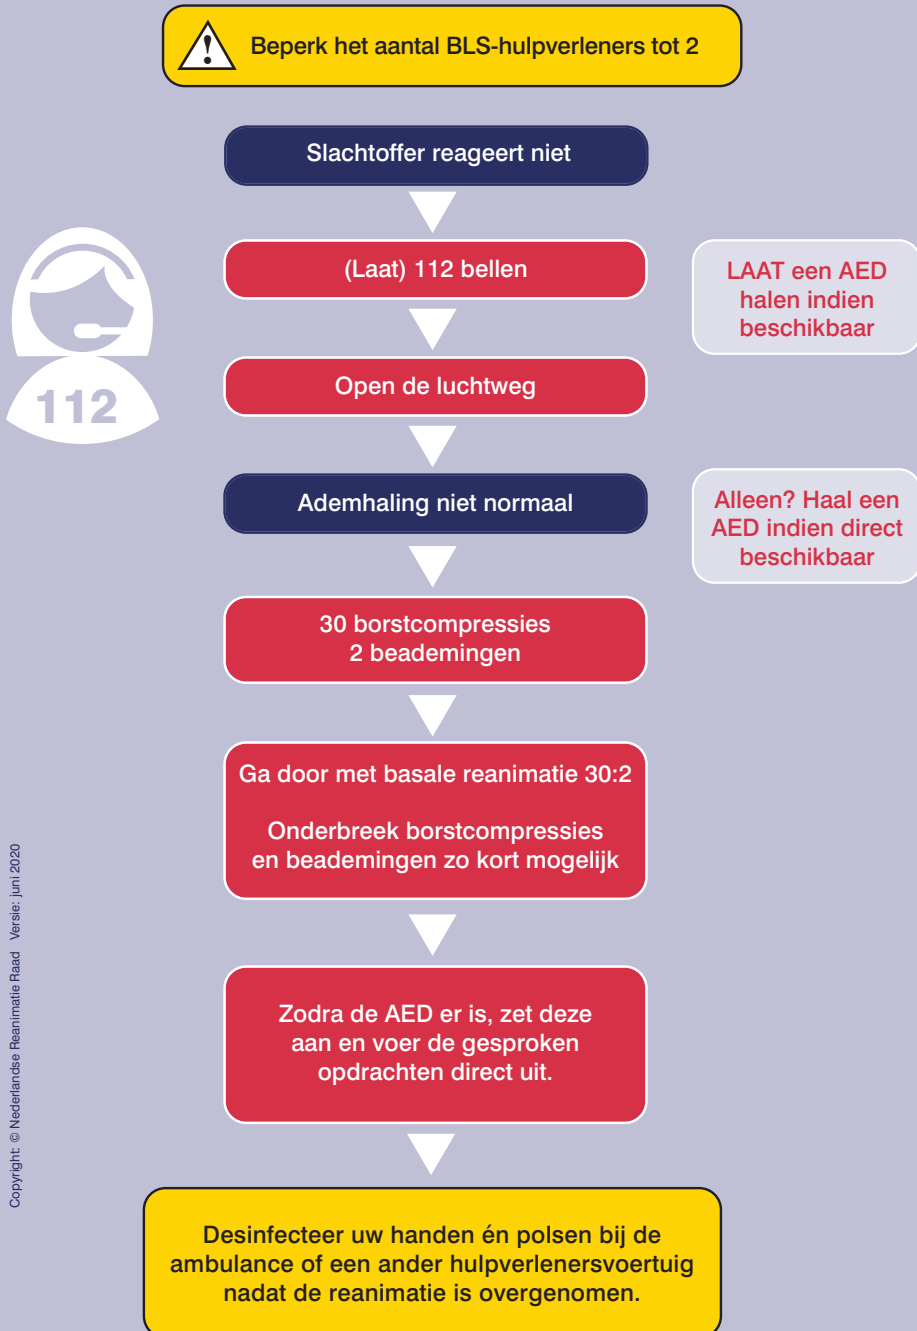 Beperk het aantal BLS-hulpverleners tot 2
Slachtoffer reageert niet
(Laat) 112 bellen
LAAT een AED
halen indien
beschikbaar
112
Open de luchtweg
Ademhaling niet normaal
Alleen? Haal een
AED indien direct
beschikbaar
30 borstcompressies
2 beademingen
Ga door met basale reanimatie 30:2
Onderbreek borstcompressies
en beademingen zo kort mogelijk
Zodra de AED er is, zet deze
aan en voer de gesproken
opdrachten direct uit.
Desinfecteer uw handen én polsen bij de
ambulance of een ander hulpverlenersvoertuig
nadat de reanimatie is overgenomen.
Copyright: © Nederlandse Reanimatie Raad Versie: juni 2020